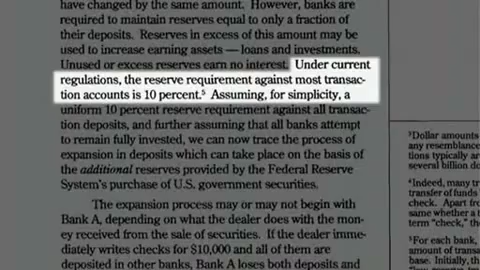 have changed by the same amount. However, banks are
required to maintain reserves equal to only a fraction of
their deposits. Reserves in excess of this amount may be
used to increase earning assets — loans and investments.
Unused or excess reserves earn no interest. Under current
regulations, the reserve requirement against most transac-
tion accounts is 10 percent.⁵ Assuming, for simplicity, a
uniform 10 percent reserve requirement against all transac-
tion deposits, and further assuming that all banks attempt
to remain fully invested, we can now trace the process of
expansion in deposits which can take place on the basis of
the additional reserves provided by the Federal Reserve
System's purchase of U.S. government securities.
The expansion process may or may not begin with
Bank A, depending on what the dealer does with the mon-
ey received from the sale of securities. If the dealer imme-
diately writes checks for $10,000 and all of them are
deposited in other banks, Bank A loses both deposits and
³Dollar amounts
any resemblance
tions typically ar
several billion do
⁴Indeed, many tr
transfer of funds
check. Apart fro
same whether a t
term "check," th
⁵For each bank,
amount of transa
base. Initially, th